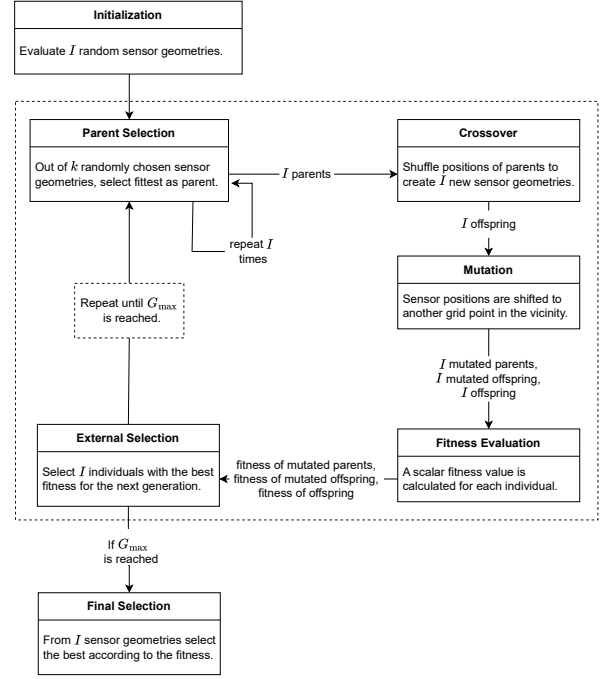 Initialization
Evaluate I random sensor geometries.
Parent Selection
Out of k randomly chosen sensor
geometries, select fittest as parent.
I parents
Crossover
Shuffle positions of parents to
create I new sensor geometries.
repeat I
times
I offspring
Mutation
Sensor positions are shifted to
another grid point in the vicinity.
Repeat until G_max
is reached.
I mutated parents,
I mutated offspring,
I offspring
External Selection
Select I individuals with the best
fitness for the next generation.
fitness of mutated parents,
fitness of mutated offspring,
fitness of offspring
Fitness Evaluation
A scalar fitness value is
calculated for each individual.
If G_max
is reached
Final Selection
From I sensor geometries select
the best according to the fitness.